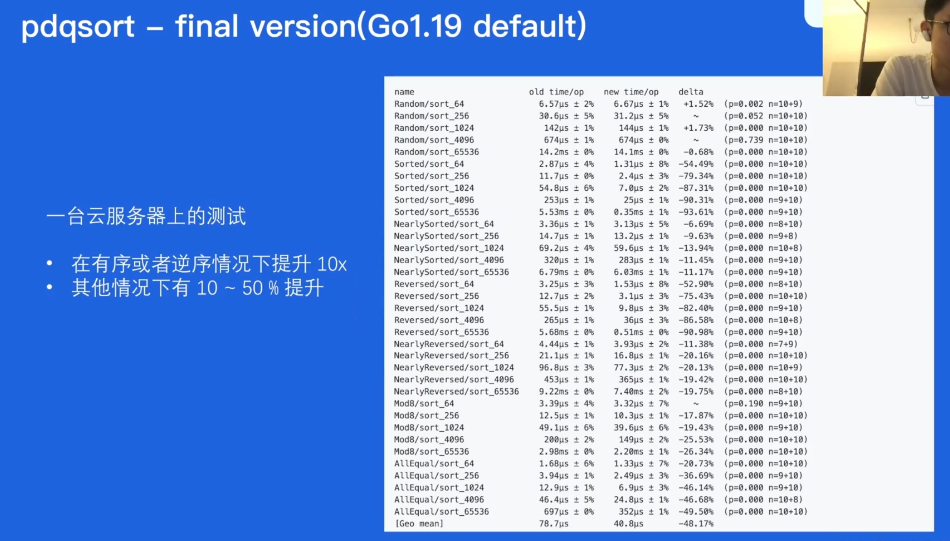 pdqsort – final version(Go1.19 default)
name old time/op new time/op delta
Random/sort_64 6.57µs ± 2% 6.67µs ± 1% +1.52% (p=0.002 n=10+9)
Random/sort_256 30.6µs ± 5% 31.2µs ± 5% ~ (p=0.052 n=10+10)
Random/sort_1024 142µs ± 1% 144µs ± 1% +1.73% (p=0.000 n=10+10)
Random/sort_4096 674µs ± 1% 674µs ± 0% ~ (p=0.739 n=10+10)
Random/sort_65536 14.2ms ± 0% 14.1ms ± 0% -0.68% (p=0.000 n=10+10)
Sorted/sort_64 2.87µs ± 4% 1.31µs ± 8% -54.49% (p=0.000 n=10+10)
Sorted/sort_256 11.7µs ± 0% 2.4µs ± 3% -79.34% (p=0.000 n=10+10)
Sorted/sort_1024 54.8µs ± 6% 7.0µs ± 2% -87.31% (p=0.000 n=10+10)
Sorted/sort_4096 253µs ± 1% 25µs ± 1% -90.31% (p=0.000 n=9+10)
Sorted/sort_65536 5.53ms ± 0% 0.35ms ± 1% -93.61% (p=0.000 n=9+10)
NearlySorted/sort_64 3.36µs ± 1% 3.13µs ± 5% -6.69% (p=0.000 n=8+10)
NearlySorted/sort_256 14.7µs ± 1% 13.2µs ± 1% -9.63% (p=0.000 n=9+8)
NearlySorted/sort_1024 69.2µs ± 4% 59.6µs ± 1% -13.94% (p=0.000 n=10+8)
NearlySorted/sort_4096 320µs ± 1% 283µs ± 1% -11.45% (p=0.000 n=9+10)
NearlySorted/sort_65536 6.79ms ± 0% 6.03ms ± 1% -11.17% (p=0.000 n=9+10)
Reversed/sort_64 3.25µs ± 3% 1.53µs ± 8% -52.90% (p=0.000 n=8+10)
Reversed/sort_256 12.7µs ± 2% 3.1µs ± 3% -75.43% (p=0.000 n=10+10)
Reversed/sort_1024 55.5µs ± 1% 9.8µs ± 3% -82.40% (p=0.000 n=9+10)
Reversed/sort_4096 265µs ± 1% 36µs ± 3% -86.58% (p=0.000 n=10+8)
Reversed/sort_65536 5.68ms ± 0% 0.51ms ± 0% -90.98% (p=0.000 n=9+10)
NearlyReversed/sort_64 4.44µs ± 1% 3.93µs ± 2% -11.38% (p=0.000 n=7+9)
NearlyReversed/sort_256 21.1µs ± 1% 16.8µs ± 1% -20.16% (p=0.000 n=10+10)
NearlyReversed/sort_1024 96.8µs ± 3% 77.3µs ± 2% -20.13% (p=0.000 n=10+9)
NearlyReversed/sort_4096 453µs ± 1% 365µs ± 1% -19.42% (p=0.000 n=10+10)
NearlyReversed/sort_65536 9.22ms ± 0% 7.40ms ± 2% -19.75% (p=0.000 n=8+10)
Mod8/sort_64 3.39µs ± 4% 3.32µs ± 7% ~ (p=0.190 n=9+10)
Mod8/sort_256 12.5µs ± 1% 10.3µs ± 1% -17.87% (p=0.000 n=10+10)
Mod8/sort_1024 49.1µs ± 6% 39.6µs ± 6% -19.43% (p=0.000 n=9+10)
Mod8/sort_4096 200µs ± 2% 149µs ± 2% -25.53% (p=0.000 n=10+10)
Mod8/sort_65536 2.98ms ± 0% 2.20ms ± 1% -26.34% (p=0.000 n=10+10)
AllEqual/sort_64 1.68µs ± 6% 1.33µs ± 7% -20.73% (p=0.000 n=10+10)
AllEqual/sort_256 3.94µs ± 1% 2.49µs ± 3% -36.69% (p=0.000 n=9+10)
AllEqual/sort_1024 12.9µs ± 1% 6.9µs ± 3% -46.14% (p=0.000 n=9+10)
AllEqual/sort_4096 46.4µs ± 5% 24.8µs ± 1% -46.68% (p=0.000 n=10+8)
AllEqual/sort_65536 697µs ± 0% 352µs ± 1% -49.50% (p=0.000 n=10+10)
[Geo mean] 78.7µs 40.8µs -48.17%
一台云服务器上的测试
• 在有序或者逆序情况下提升 10x
• 其他情况下有 10 ~ 50 % 提升